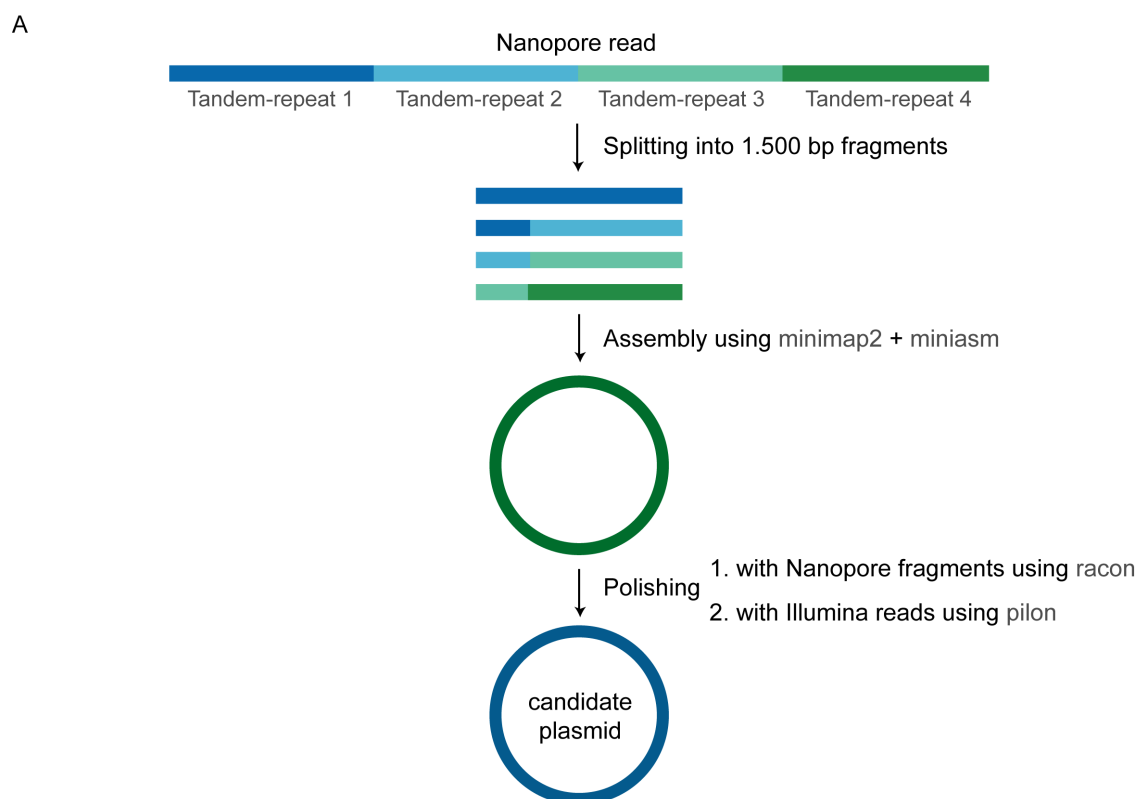 A
Nanopore read
Tandem-repeat 1 Tandem-repeat 2 Tandem-repeat 3 Tandem-repeat 4
Splitting into 1.500 bp fragments
Assembly using minimap2 + miniasm
Polishing
1. with Nanopore fragments using racon
2. with Illumina reads using pilon
candidate
plasmid